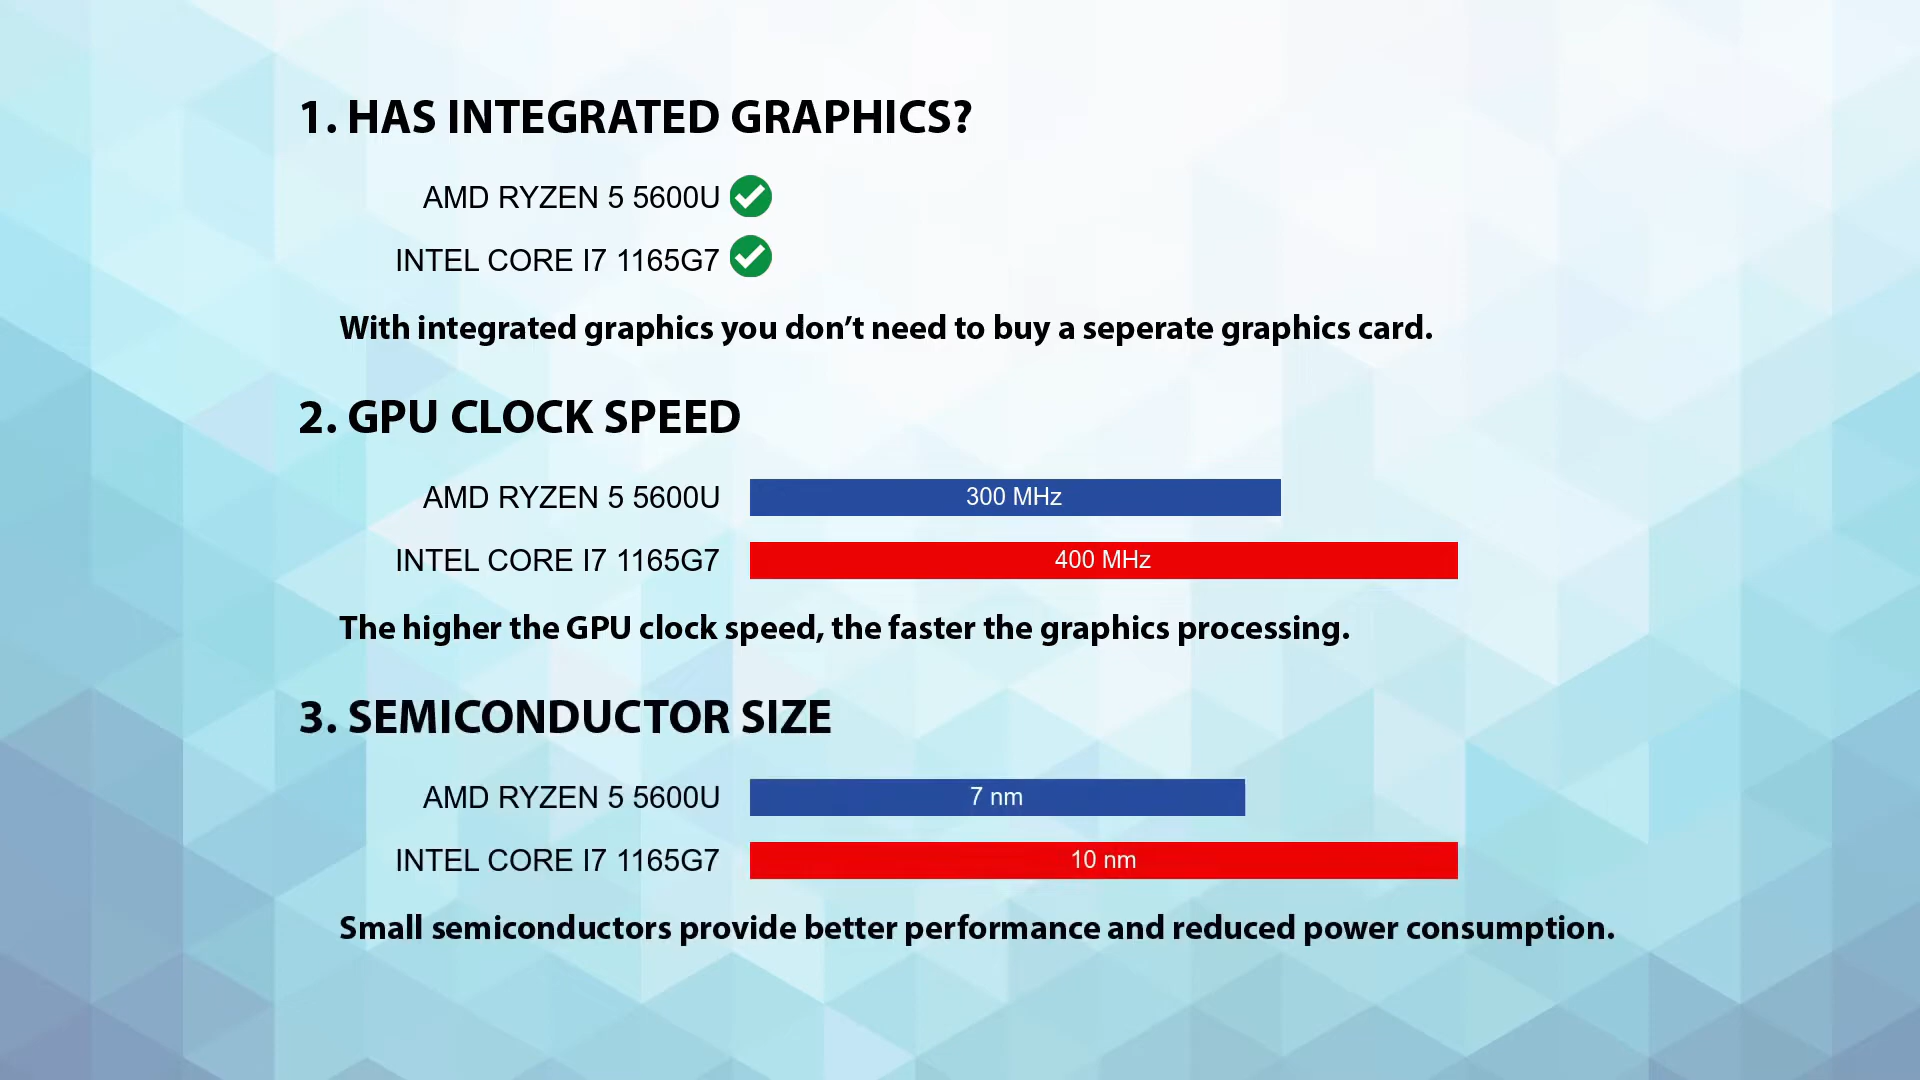 1. HAS INTEGRATED GRAPHICS?
AMD RYZEN 5 5600U
INTEL CORE I7 1165G7
With integrated graphics you don’t need to buy a seperate graphics card.
2. GPU CLOCK SPEED
AMD RYZEN 5 5600U 300 MHz
INTEL CORE I7 1165G7 400 MHz
The higher the GPU clock speed, the faster the graphics processing.
3. SEMICONDUCTOR SIZE
AMD RYZEN 5 5600U 7 nm
INTEL CORE I7 1165G7 10 nm
Small semiconductors provide better performance and reduced power consumption.